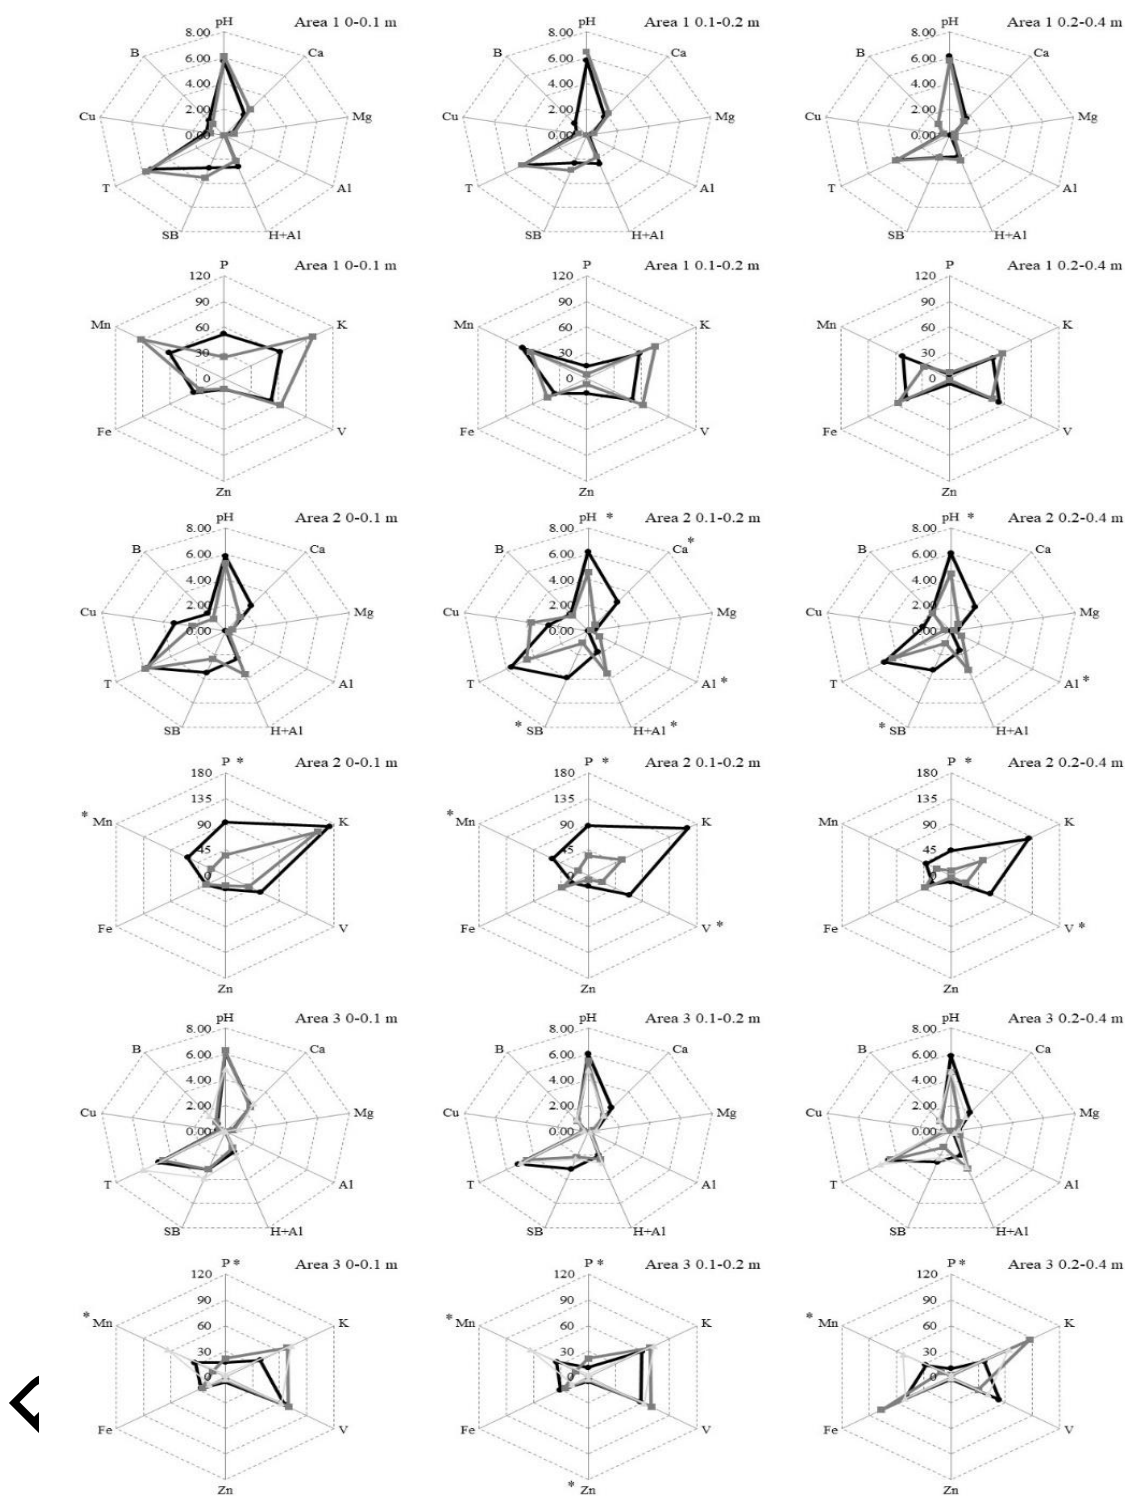 pH Area 1 0-0.1 m pH Area 1 0.1-0.2 m pH Area 1 0.2-0.4 m
8.00 8.00 8.00
B Ca B Ca B Ca
6.00 6.00 6.00
4.00 4.00 4.00
Cu 2.00 Mg Cu 2.00 Mg Cu 2.00 Mg
0.00 0.00 0.00
T Al T Al T Al
SB H+Al SB H+Al SB H+Al
P Area 1 0-0.1 m P Area 1 0.1-0.2 m P Area 1 0.2-0.4 m
120 120 120
90 90 90
Mn 60 K Mn 60 K Mn 60 K
30 30 30
0 0 0
Fe V Fe V Fe V
Zn Zn Zn
pH Area 2 0-0.1 m pH * Area 2 0.1-0.2 m pH * Area 2 0.2-0.4 m
8.00 8.00 8.00
B Ca B Ca * B Ca
6.00 6.00 6.00
4.00 4.00 4.00
Cu 2.00 Mg Cu 2.00 Mg Cu 2.00 Mg
0.00 0.00 0.00
T Al T Al * T Al *
SB H+Al * SB H+Al * * SB H+Al
P * Area 2 0-0.1 m P * Area 2 0.1-0.2 m P * Area 2 0.2-0.4 m
180 180 180
135 135 135
* Mn 90 K * Mn 90 K Mn 90 K
45 45 45
0 0 0
Fe V Fe V * Fe V *
Zn Zn Zn
pH Area 3 0-0.1 m pH Area 3 0.1-0.2 m pH Area 3 0.2-0.4 m
8.00 8.00 8.00
B Ca B Ca B Ca
6.00 6.00 6.00
4.00 4.00 4.00
Cu 2.00 Mg Cu 2.00 Mg Cu 2.00 Mg
0.00 0.00 0.00
T Al T Al T Al
SB H+Al SB H+Al SB H+Al
P * Area 3 0-0.1 m P * Area 3 0.1-0.2 m P * Area 3 0.2-0.4 m
120 120 120
90 90 90
* Mn 60 K * Mn 60 K * Mn 60 K
30 30 30
0 0 0
Fe V Fe V Fe V
Zn * Zn Zn